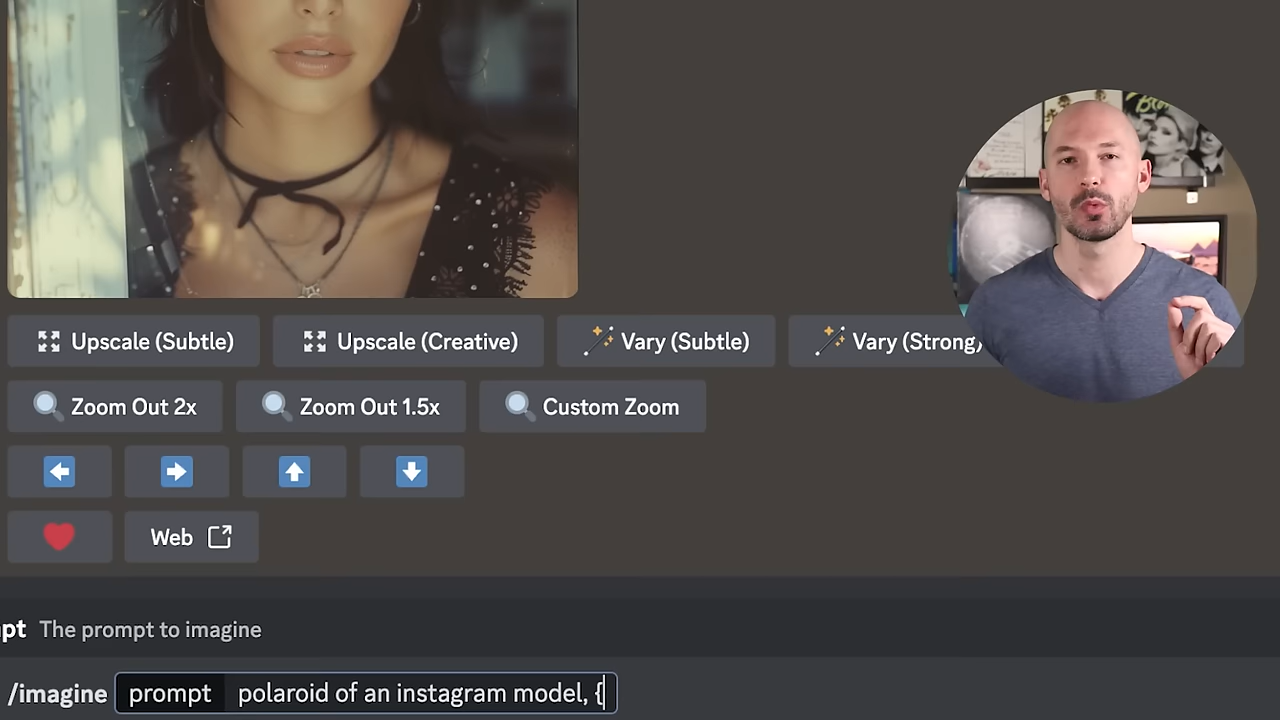 Upscale (Subtle) Upscale (Creative) Vary (Subtle) Vary (Strong)
Zoom Out 2x Zoom Out 1.5x Custom Zoom
Web
The prompt to imagine
/imagine prompt polaroid of an instagram model, {